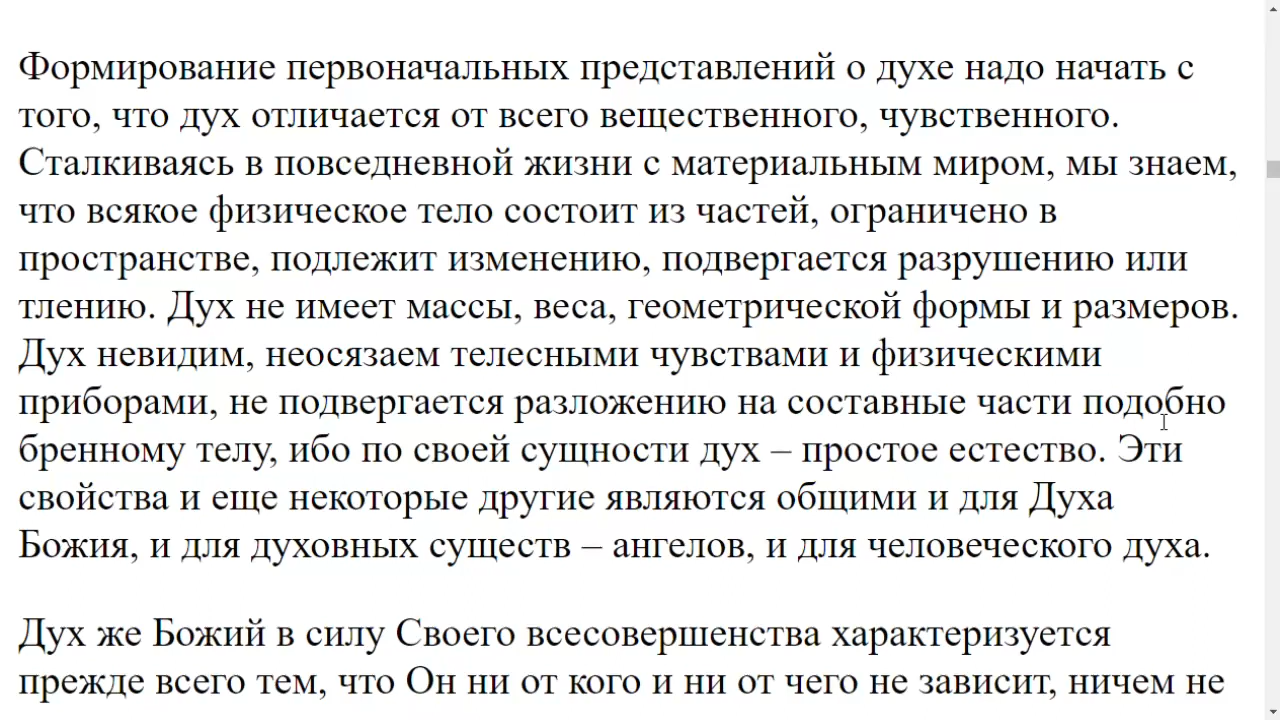 Формирование первоначальных представлений о духе надо начать с
того, что дух отличается от всего вещественного, чувственного.
Сталкиваясь в повседневной жизни с материальным миром, мы знаем,
что всякое физическое тело состоит из частей, ограничено в
пространстве, подлежит изменению, подвергается разрушению или
тлению. Дух не имеет массы, веса, геометрической формы и размеров.
Дух невидим, неосязаем телесными чувствами и физическими
приборами, не подвергается разложению на составные части подобно
бренному телу, ибо по своей сущности дух – простое естество. Эти
свойства и еще некоторые другие являются общими и для Духа
Божия, и для духовных существ – ангелов, и для человеческого духа.
Дух же Божий в силу Своего всесовершенства характеризуется
прежде всего тем, что Он ни от кого и ни от чего не зависит, ничем не